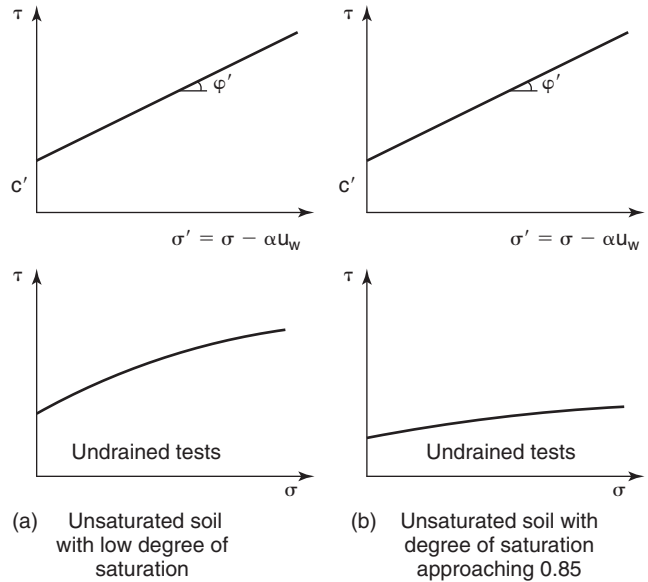 τ
φ′
c′
σ′ = σ − αu_w
τ
φ′
c′
σ′ = σ − αu_w
τ
Undrained tests
σ
τ
Undrained tests
σ
(a) Unsaturated soil
with low degree of
saturation
(b) Unsaturated soil with
degree of saturation
approaching 0.85